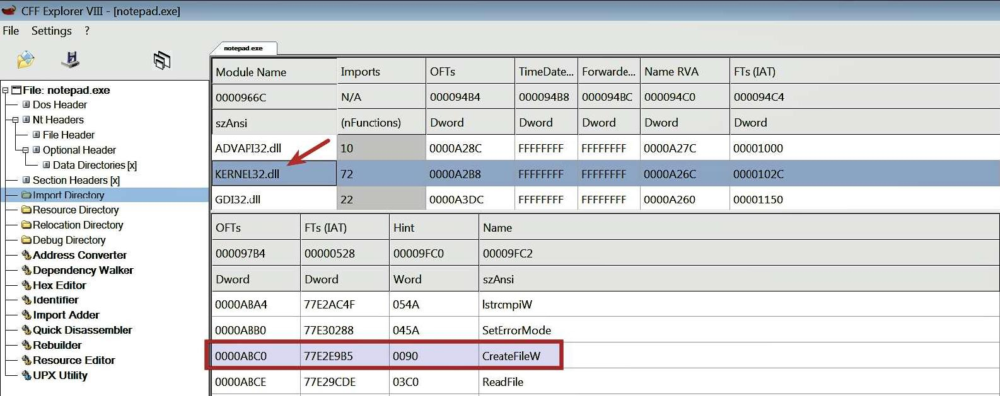 CFF Explorer VIII - [notepad.exe]
File Settings ?
notepad.exe
File: notepad.exe
Dos Header
Nt Headers
File Header
Optional Header
Data Directories [x]
Section Headers [x]
Import Directory
Resource Directory
Relocation Directory
Debug Directory
Address Converter
Dependency Walker
Hex Editor
Identifier
Import Adder
Quick Disassembler
Rebuilder
Resource Editor
UPX Utility
Module Name Imports OFTs TimeDate... Forwarde... Name RVA FTs (IAT)
0000966C N/A 000094B4 000094B8 000094BC 000094C0 000094C4
szAnsi (nFunctions) Dword Dword Dword Dword Dword
ADVAPI32.dll 10 0000A28C FFFFFFFF FFFFFFFF 0000A27C 00001000
KERNEL32.dll 72 0000A2B8 FFFFFFFF FFFFFFFF 0000A26C 0000102C
GDI32.dll 22 0000A3DC FFFFFFFF FFFFFFFF 0000A260 00001150
OFTs FTs (IAT) Hint Name
000097B4 00000528 00009FC0 00009FC2
Dword Dword Word szAnsi
0000ABA4 77E2AC4F 054A lstrcmpiW
0000ABB0 77E30288 045A SetErrorMode
0000ABC0 77E2E9B5 0090 CreateFileW
0000ABCE 77E29CDE 03C0 ReadFile